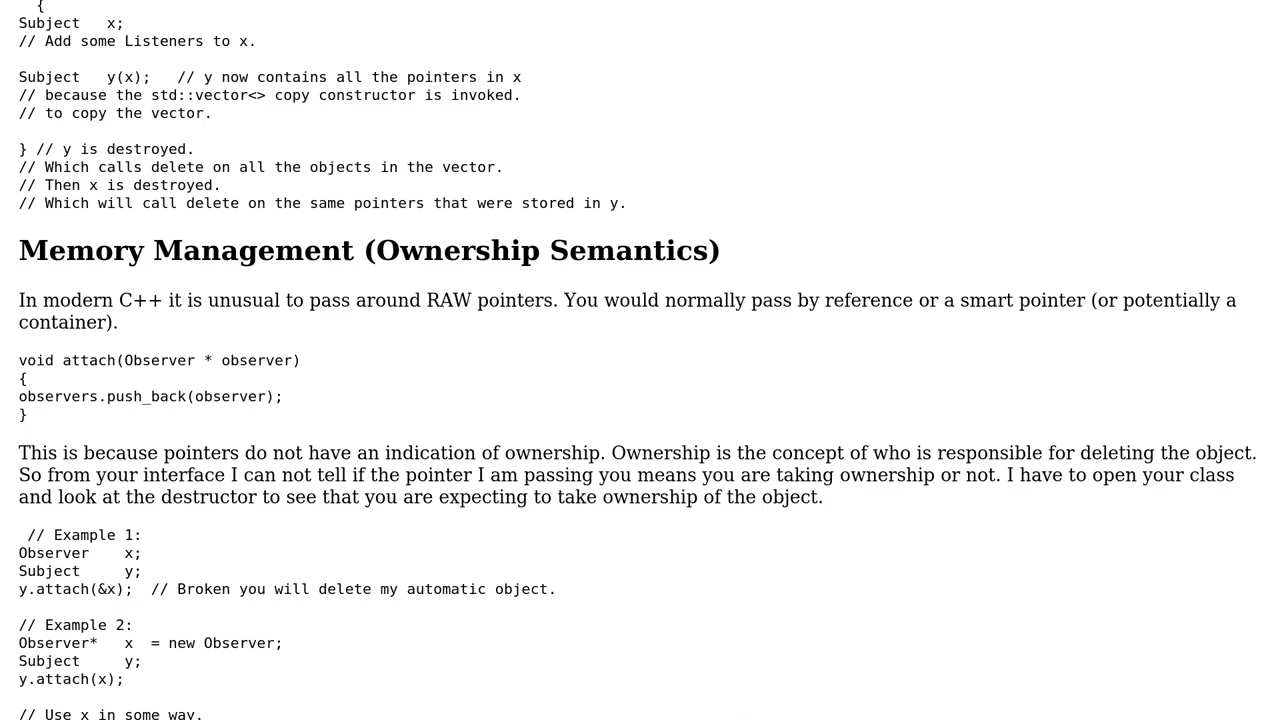 {
Subject   x;
// Add some Listeners to x.
Subject   y(x);   // y now contains all the pointers in x
// because the std::vector<> copy constructor is invoked.
// to copy the vector.
} // y is destroyed.
// Which calls delete on all the objects in the vector.
// Then x is destroyed.
// Which will call delete on the same pointers that were stored in y.
Memory Management (Ownership Semantics)
In modern C++ it is unusual to pass around RAW pointers. You would normally pass by reference or a smart pointer (or potentially a
container).
void attach(Observer * observer)
{
observers.push_back(observer);
}
This is because pointers do not have an indication of ownership. Ownership is the concept of who is responsible for deleting the object.
So from your interface I can not tell if the pointer I am passing you means you are taking ownership or not. I have to open your class
and look at the destructor to see that you are expecting to take ownership of the object.
// Example 1:
Observer    x;
Subject     y;
y.attach(&x);  // Broken you will delete my automatic object.
// Example 2:
Observer*   x  = new Observer;
Subject     y;
y.attach(x);
// Use x in some way.